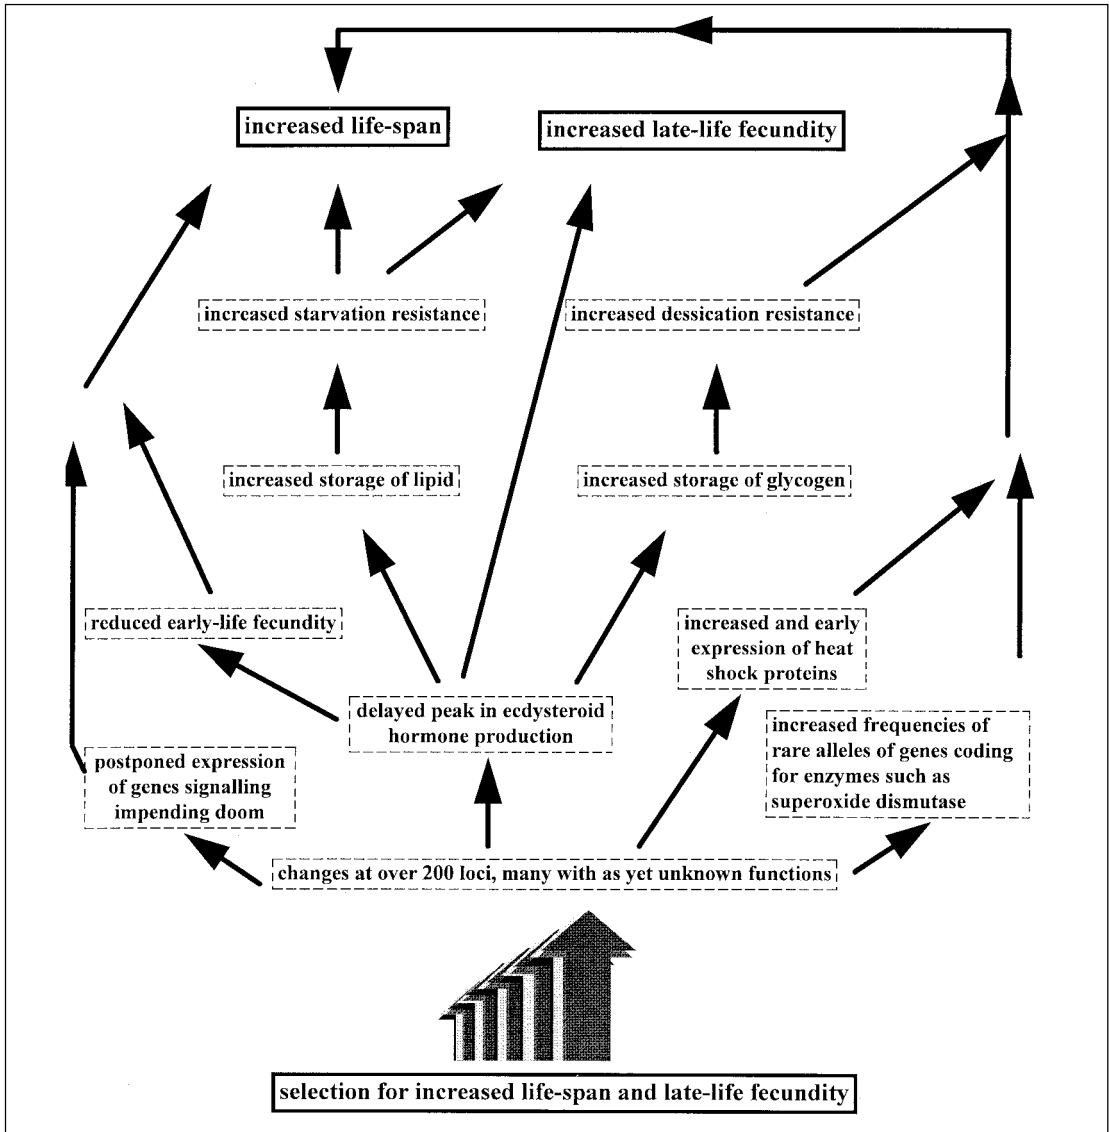 increased life-span
increased late-life fecundity
increased starvation resistance
increased dessication resistance
increased storage of lipid
increased storage of glycogen
reduced early-life fecundity
increased and early
expression of heat
shock proteins
delayed peak in ecdysteroid
hormone production
increased frequencies of
rare alleles of genes coding
for enzymes such as
superoxide dismutase
postponed expression
of genes signalling
impending doom
changes at over 200 loci, many with as yet unknown functions
selection for increased life-span and late-life fecundity